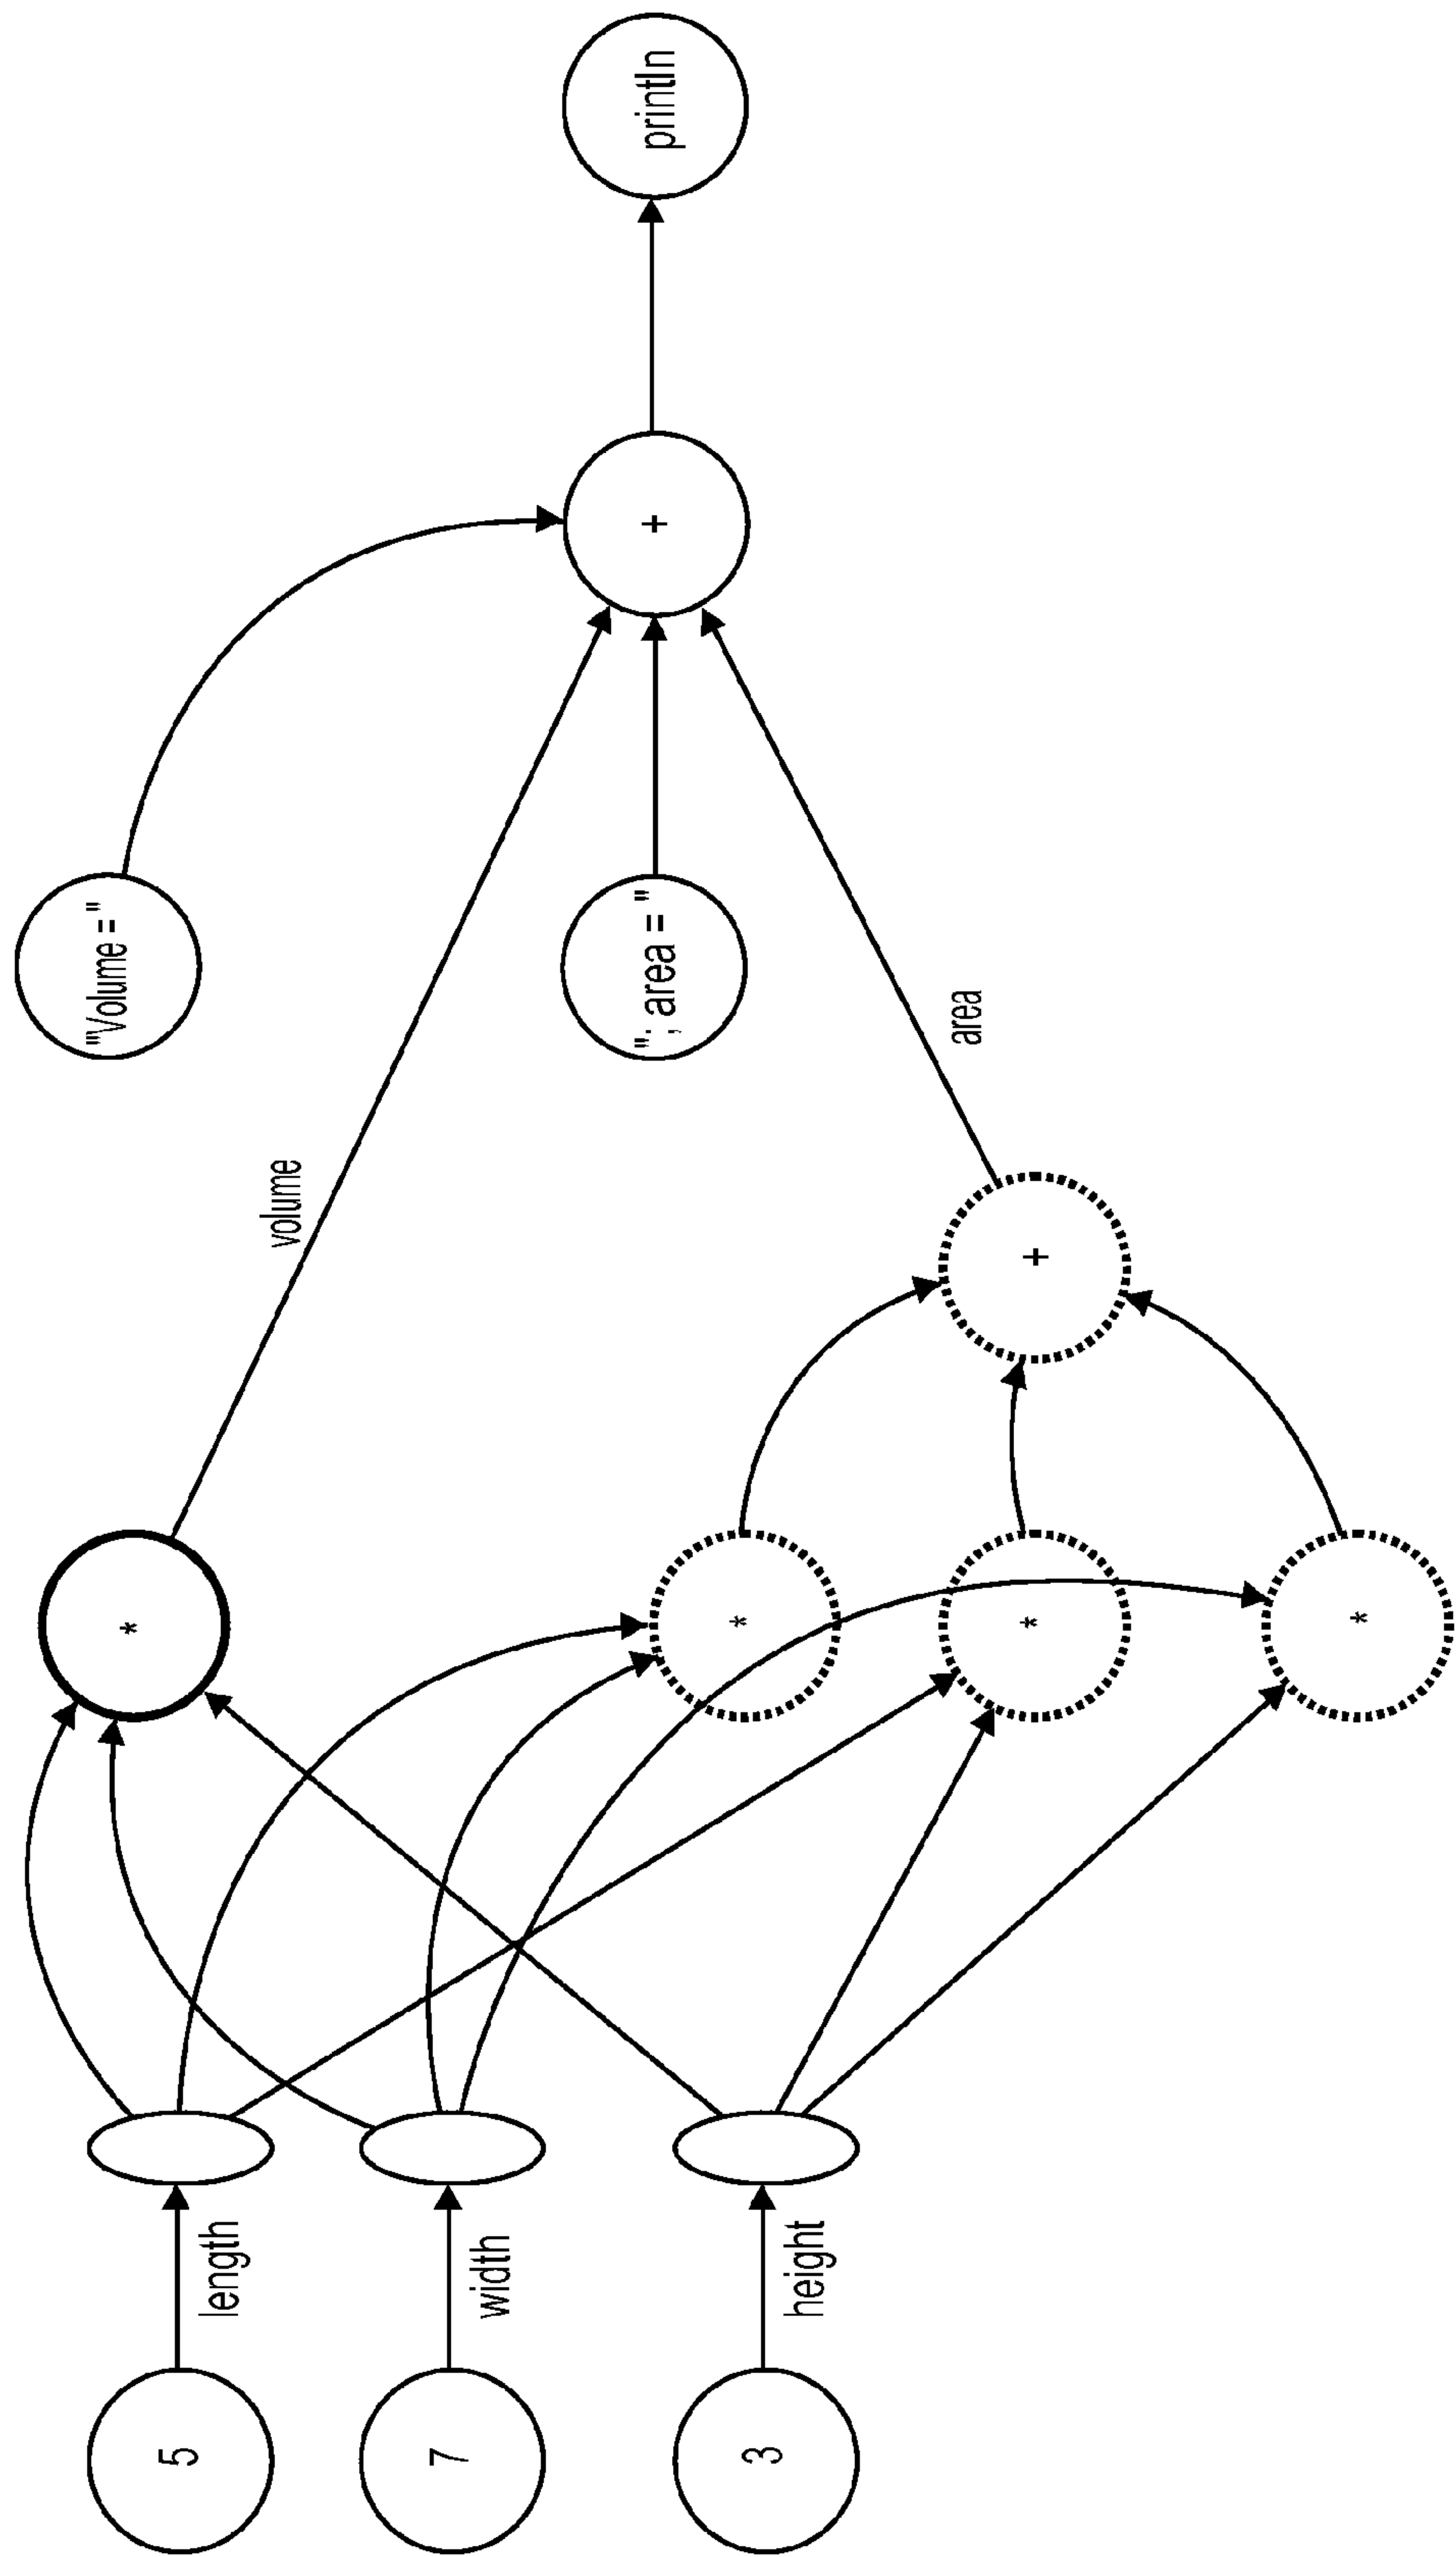 5
length
7
width
3
height
*
*
*
*
volume
+
area
"Volume ="
"; area = "
+
println